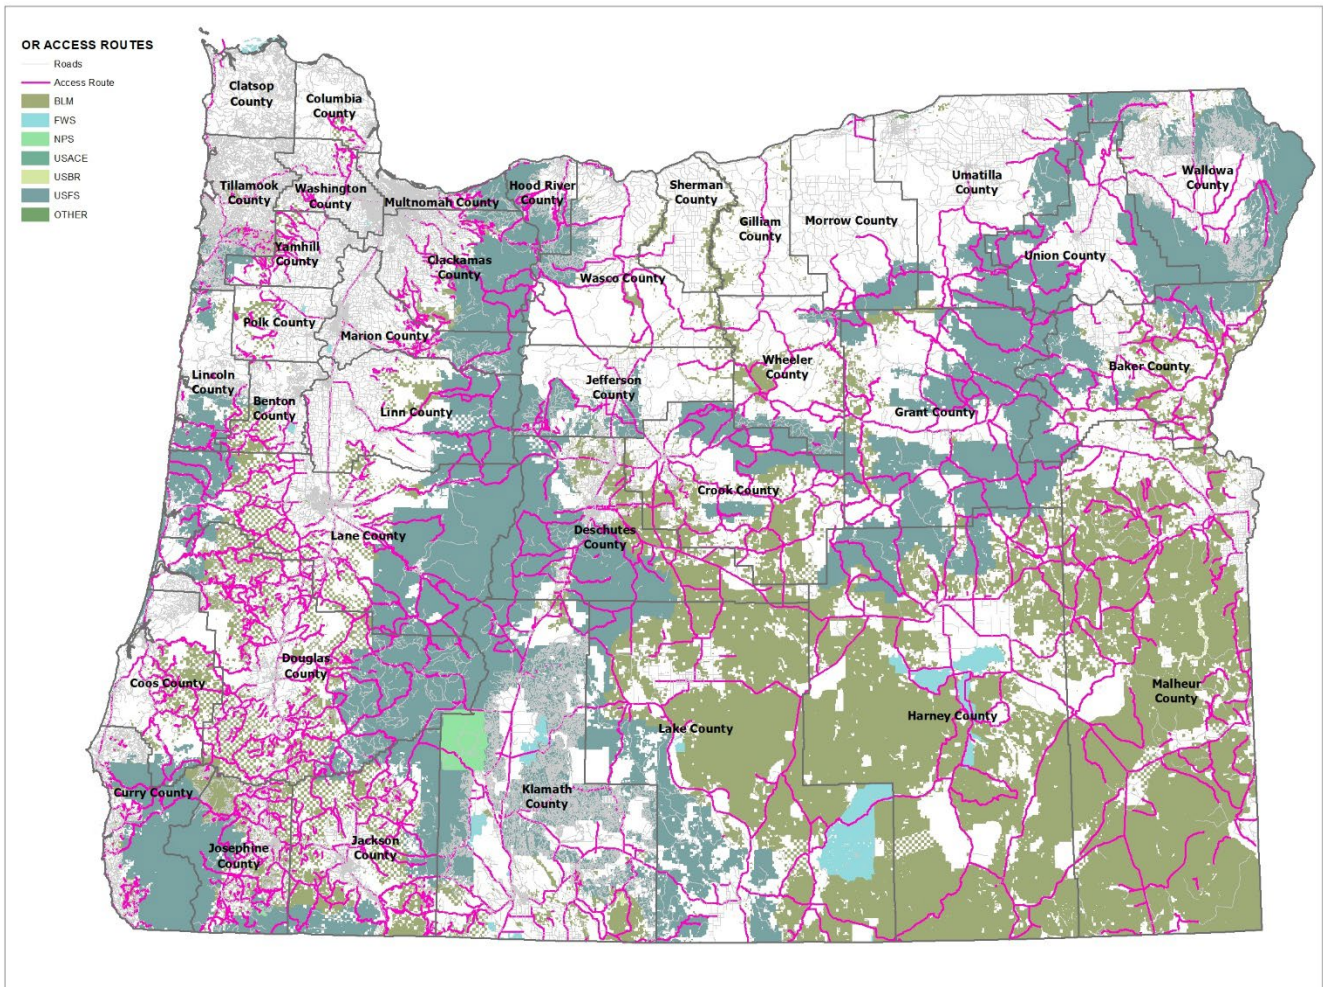 OR ACCESS ROUTES
Roads
Access Route
BLM
FWS
NPS
USACE
USBR
USFS
OTHER
Clatsop
County
Columbia
County
Tillamook
County
Washington
County
Multnomah County
Hood River
County
Sherman
County
Gilliam
County
Morrow County
Umatilla
County
Wallowa
County
Union County
Yamhill
County
Clackamas
County
Wasco County
Polk County
Marion County
Wheeler
County
Baker County
Lincoln
County
Benton
County
Linn County
Jefferson
County
Grant County
Crook County
Lane County
Deschutes
County
Douglas
County
Coos County
Lake County
Harney County
Malheur
County
Curry County
Klamath
County
Josephine
County
Jackson
County